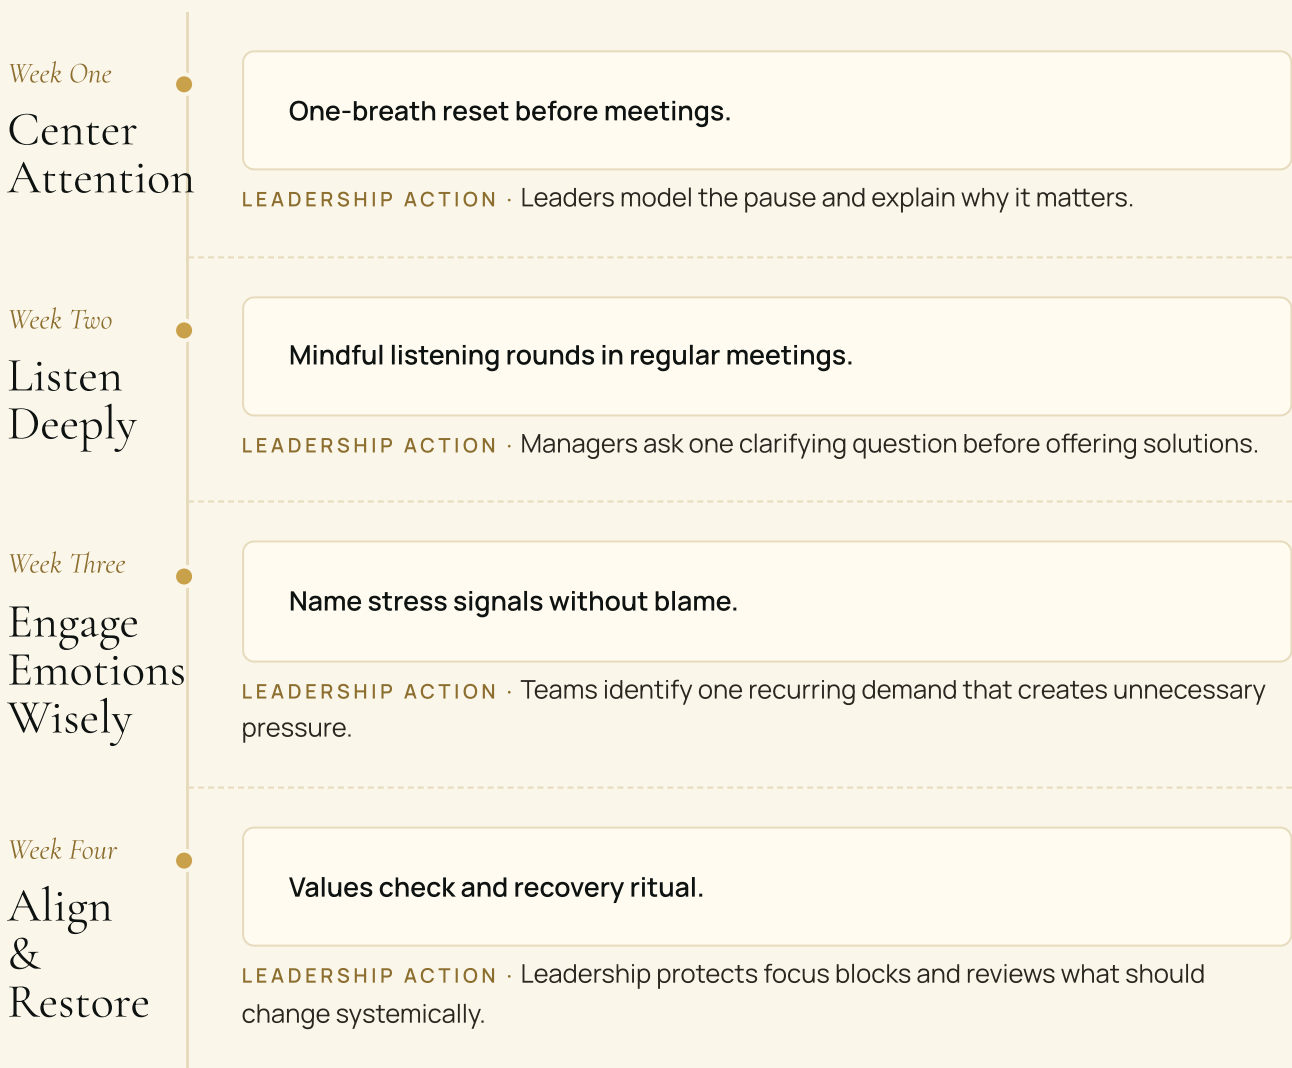 Week One
Center
Attention
One-breath reset before meetings.
LEADERSHIP ACTION · Leaders model the pause and explain why it matters.
Week Two
Listen
Deeply
Mindful listening rounds in regular meetings.
LEADERSHIP ACTION · Managers ask one clarifying question before offering solutions.
Week Three
Engage
Emotions
Wisely
Name stress signals without blame.
LEADERSHIP ACTION · Teams identify one recurring demand that creates unnecessary
pressure.
Week Four
Align
&
Restore
Values check and recovery ritual.
LEADERSHIP ACTION · Leadership protects focus blocks and reviews what should
change systemically.